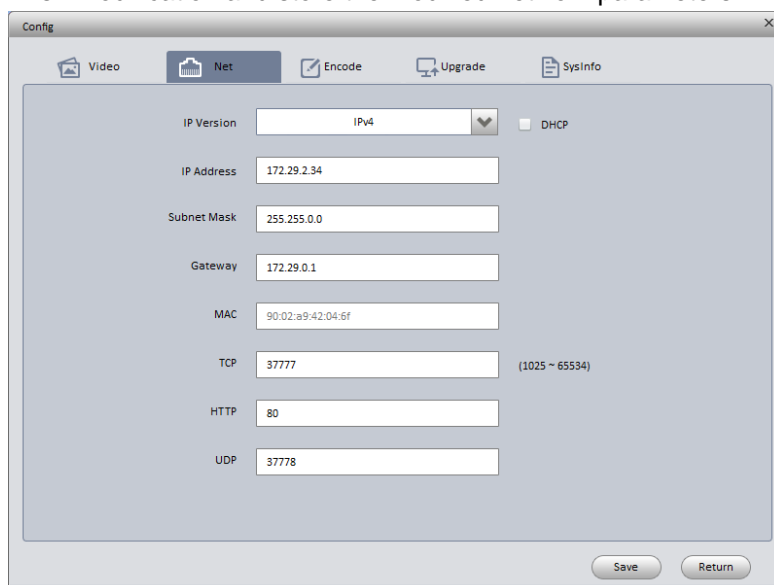 Config
Video Net Encode Upgrade SysInfo
IP Version IPv4 DHCP
IP Address 172.29.2.34
Subnet Mask 255.255.0.0
Gateway 172.29.0.1
MAC 90:02:a9:42:04:6f
TCP 37777 (1025 ~ 65534)
HTTP 80
UDP 37778
Save Return